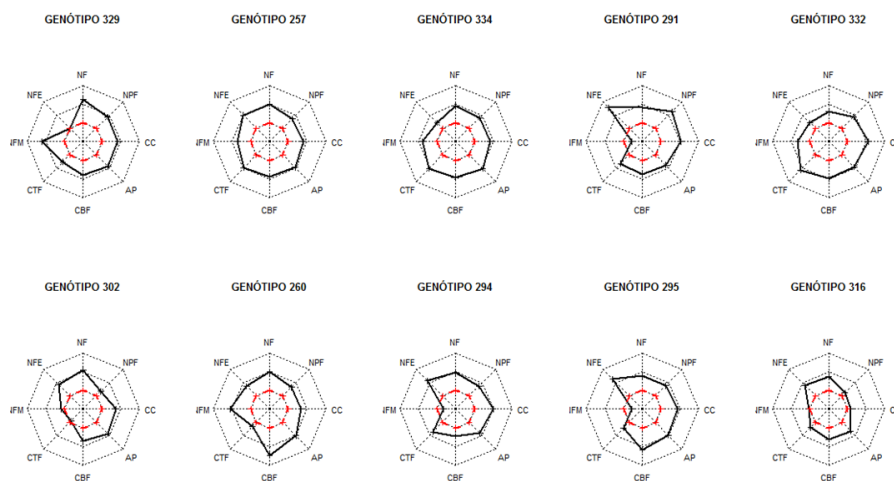 GENÓTIPO 329 GENÓTIPO 257 GENÓTIPO 334 GENÓTIPO 291 GENÓTIPO 332
NF NF NF NF NF
NFE NPF NFE NPF NFE NPF NFE NPF NFE NPF
NFM CC IFM CC IFM CC IFM CC IFM CC
CTF AP CTF AP CTF AP CTF AP CTF AP
CBF CBF CBF CBF CBF
GENÓTIPO 302 GENÓTIPO 260 GENÓTIPO 294 GENÓTIPO 295 GENÓTIPO 316
NF NF NF NF NF
NFE NPF NFE NPF NFE NPF NFE NPF NFE NPF
NFM CC IFM CC IFM CC IFM CC IFM CC
CTF AP CTF AP CTF AP CTF AP CTF AP
CBF CBF CBF CBF CBF